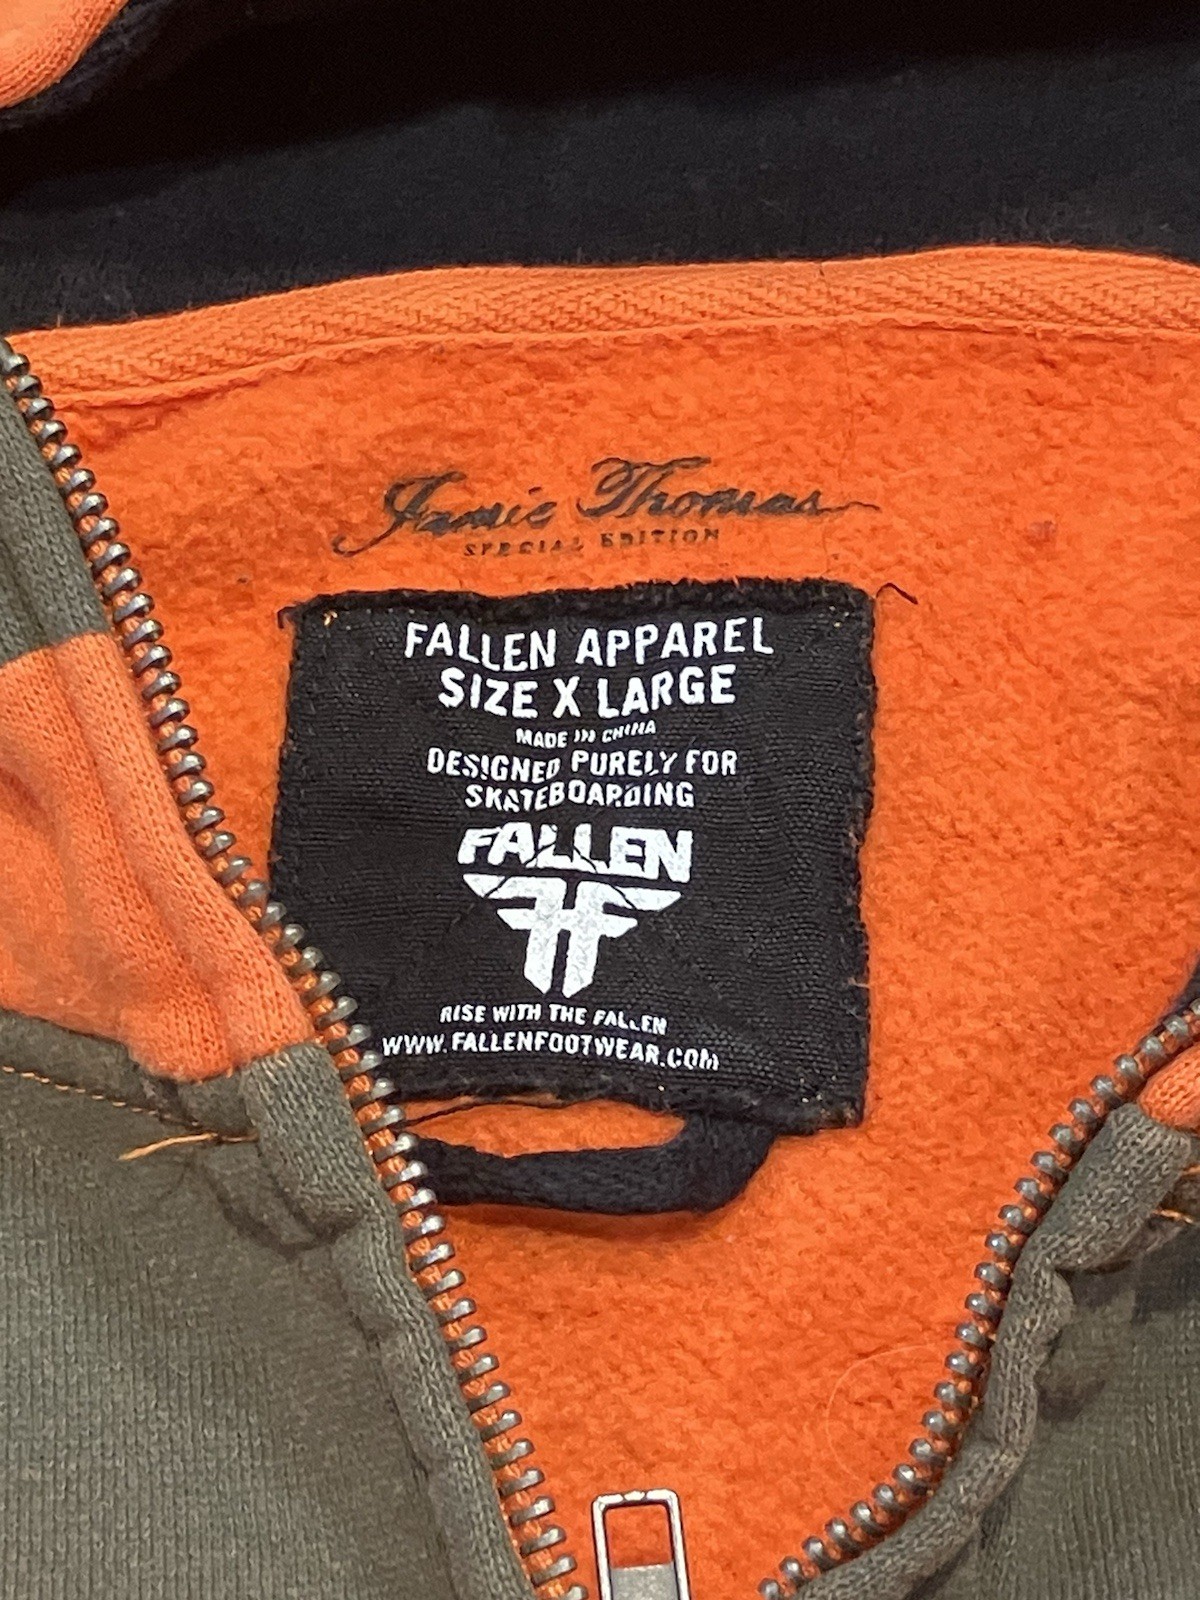 Jamie Thomas
SPECIAL EDITION
FALLEN APPAREL
SIZE X LARGE
MADE IN CHINA
DESIGNED PURELY FOR
SKATEBOARDING
FALLEN
RISE WITH THE FALLEN
WWW.FALLENFOOTWEAR.COM